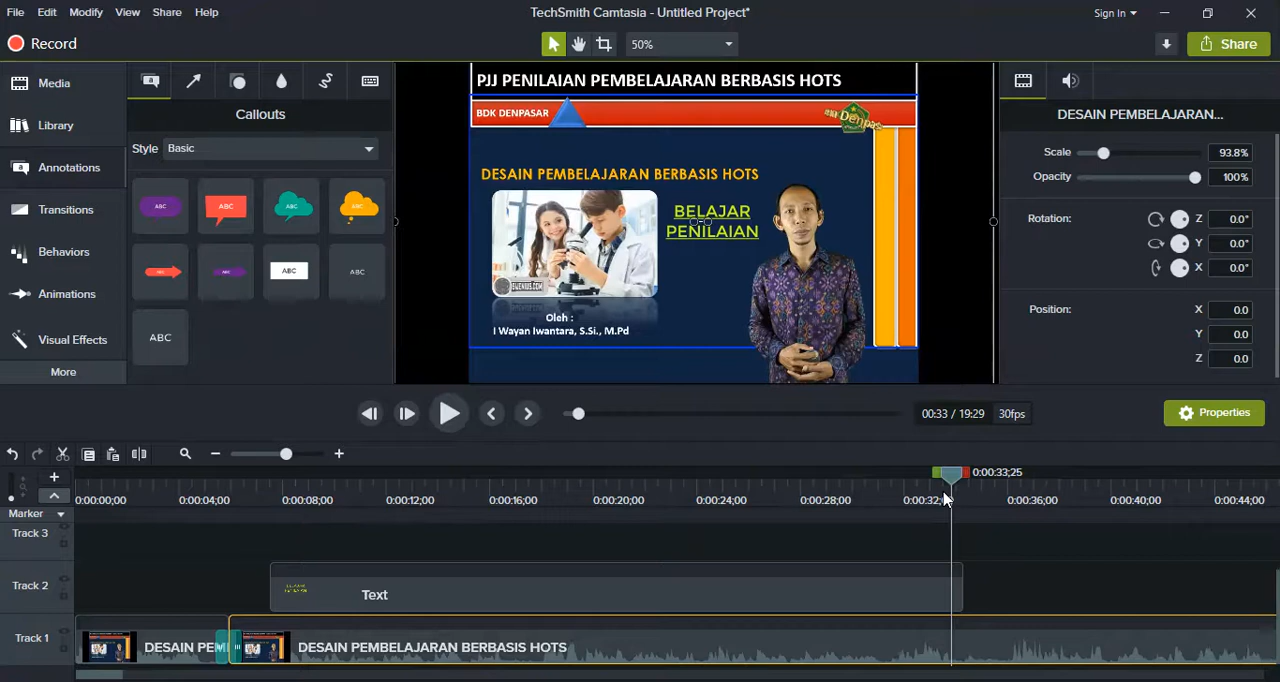 File Edit Modify View Share Help
TechSmith Camtasia - Untitled Project*
Sign In
Record
50%
Share
Media
Library
Annotations
Transitions
Behaviors
Animations
Visual Effects
More
Callouts
Style Basic
ABC ABC ABC ABC
ABC ABC ABC ABC
ABC
PJJ PENILAIAN PEMBELAJARAN BERBASIS HOTS
BDK DENPASAR
Denpasar
DESAIN PEMBELAJARAN BERBASIS HOTS
BELAJAR
PENILAIAN
Oleh :
I Wayan Iwantara, S.Si., M.Pd
DESAIN PEMBELAJARAN...
Scale 93.8%
Opacity 100%
Rotation: Z 0.0°
Y 0.0°
X 0.0°
Position: X 0.0
Y 0.0
Z 0.0
00:33 / 19:29 30fps
Properties
0:00:33;25
0:00:00;00 0:00:04;00 0:00:08;00 0:00:12;00 0:00:16;00 0:00:20;00 0:00:24;00 0:00:28;00 0:00:36;00 0:00:40;00 0:00:44;00
Marker
Track 3
Track 2
Text
Track 1
DESAIN PEM
DESAIN PEMBELAJARAN BERBASIS HOTS